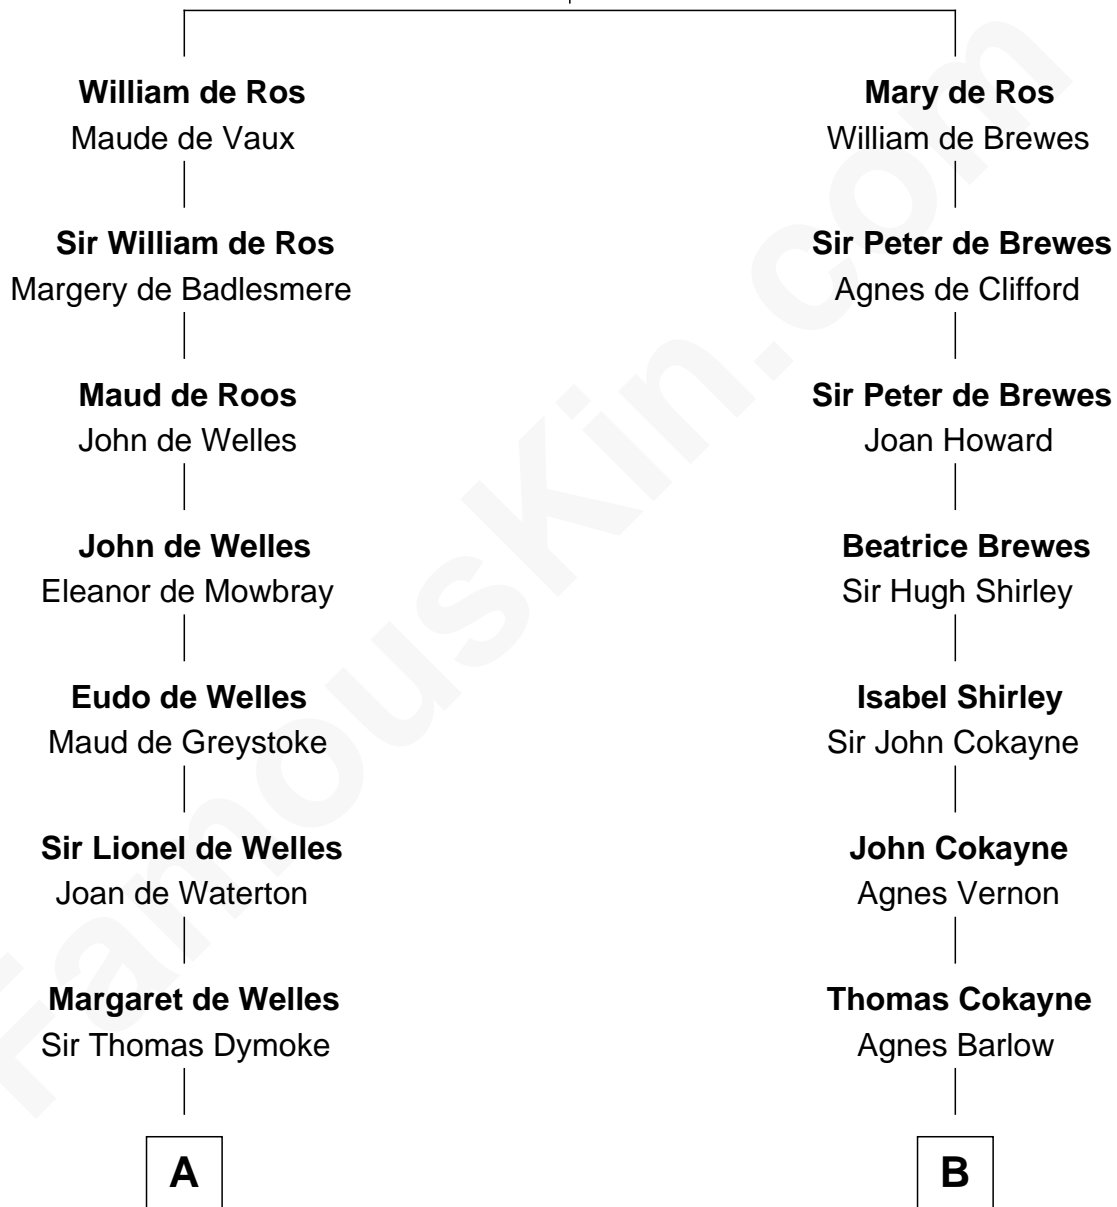 William de Ros
Maude de Vaux
Mary de Ros
William de Brewes
Sir William de Ros
Margery de Badlesmere
Sir Peter de Brewes
Agnes de Clifford
Maud de Roos
John de Welles
Sir Peter de Brewes
Joan Howard
John de Welles
Eleanor de Mowbray
Beatrice Brewes
Sir Hugh Shirley
Eudo de Welles
Maud de Greystoke
Isabel Shirley
Sir John Cokayne
Sir Lionel de Welles
Joan de Waterton
John Cokayne
Agnes Vernon
Margaret de Welles
Sir Thomas Dymoke
Thomas Cokayne
Agnes Barlow
A
B
FamousKin.com